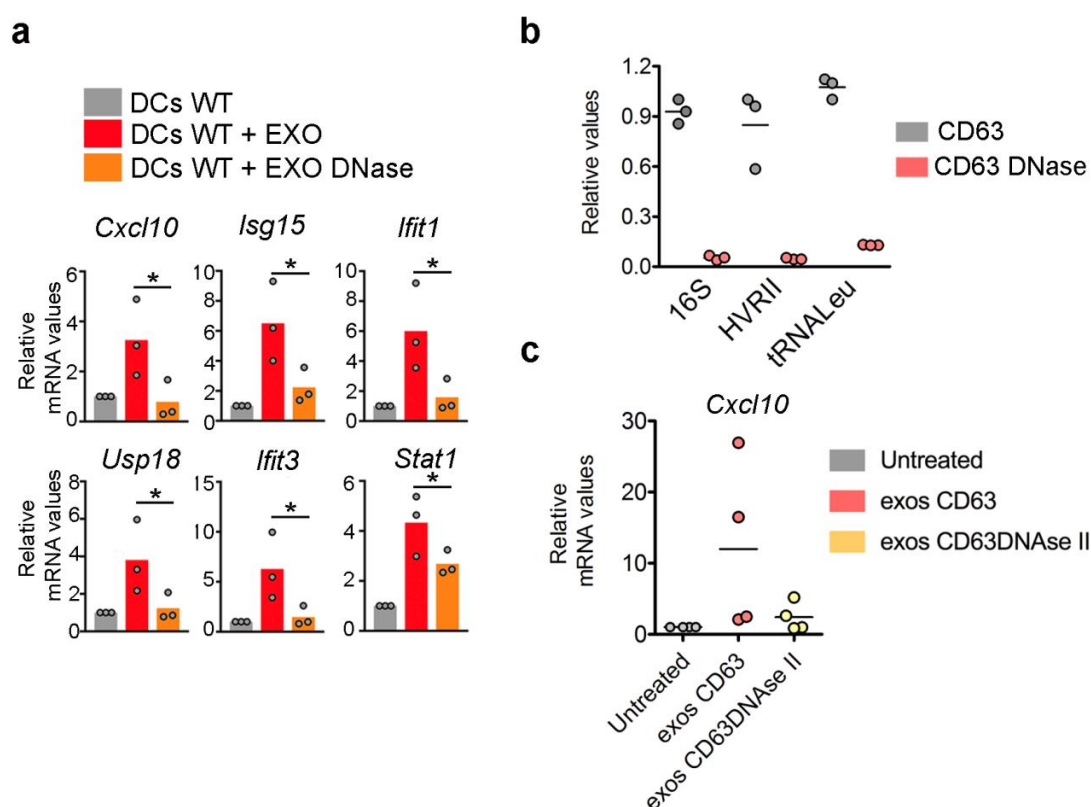 a
DCs WT
DCs WT + EXO
DCs WT + EXO DNase
Cxcl10
Isg15
Ifit1
Relative
mRNA values
6
4
2
0
*
10
8
6
4
2
0
*
10
8
6
4
2
0
*
Usp18
Ifit3
Stat1
Relative
mRNA values
8
6
4
2
0
*
15
10
5
0
*
6
4
2
0
*
b
Relative values
1.2
0.9
0.6
0.3
0.0
16S
HVRII
tRNALeu
CD63
CD63 DNase
c
Cxcl10
Relative
mRNA values
30
20
10
0
Untreated
exos CD63
exos CD63DNAse II
Untreated
exos CD63
exos CD63DNAse II